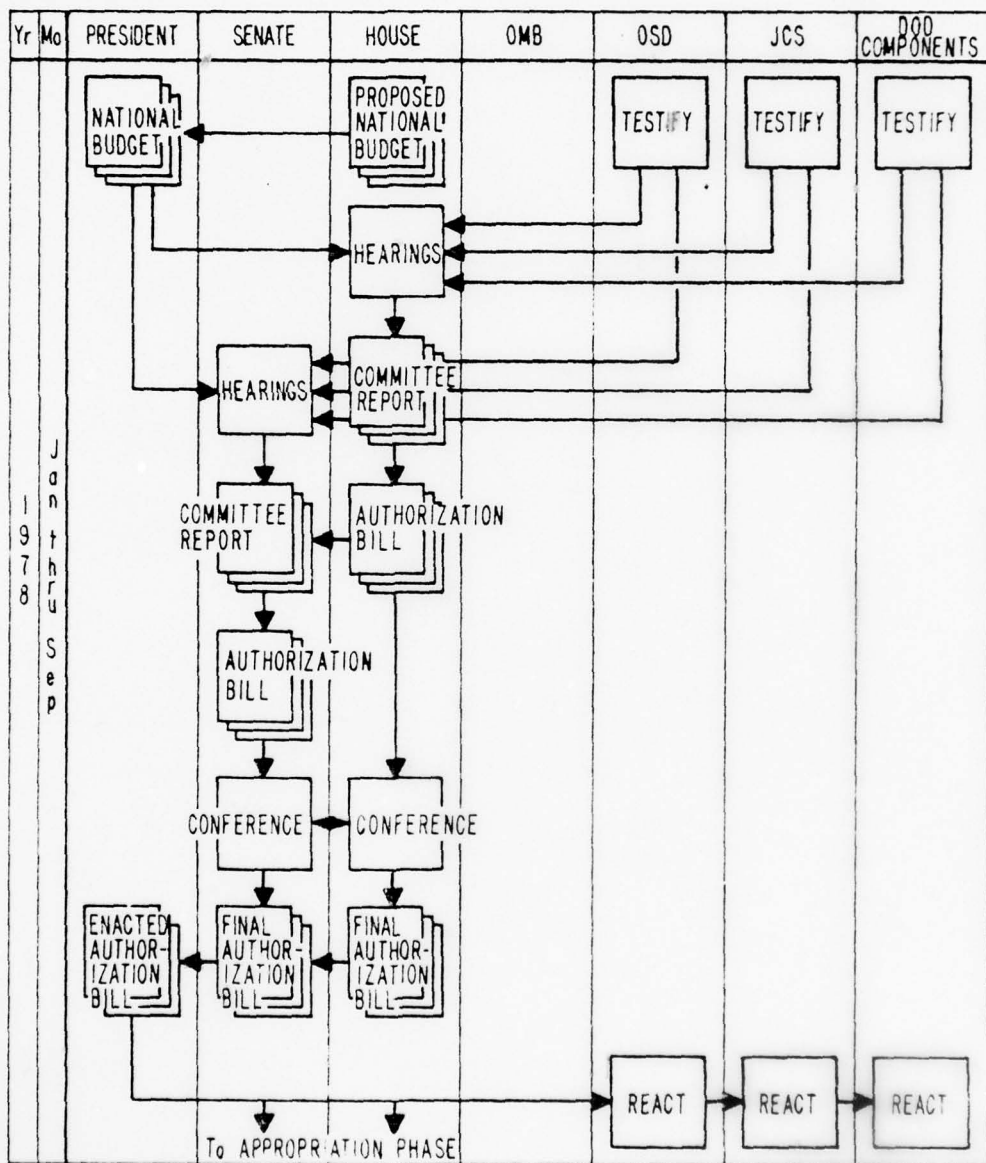 Yr Mo PRESIDENT SENATE HOUSE OMB OSD JCS DOD COMPONENTS
NATIONAL
BUDGET
PROPOSED
NATIONAL
BUDGET
TESTIFY
TESTIFY
TESTIFY
HEARINGS
HEARINGS
COMMITTEE
REPORT
1978
Jan thru Sep
COMMITTEE
REPORT
AUTHORIZATION
BILL
AUTHORIZATION
BILL
CONFERENCE
CONFERENCE
ENACTED
AUTHOR-
IZATION
BILL
FINAL
AUTHOR-
IZATION
BILL
FINAL
AUTHOR-
IZATION
BILL
REACT
REACT
REACT
To APPROPRIATION PHASE